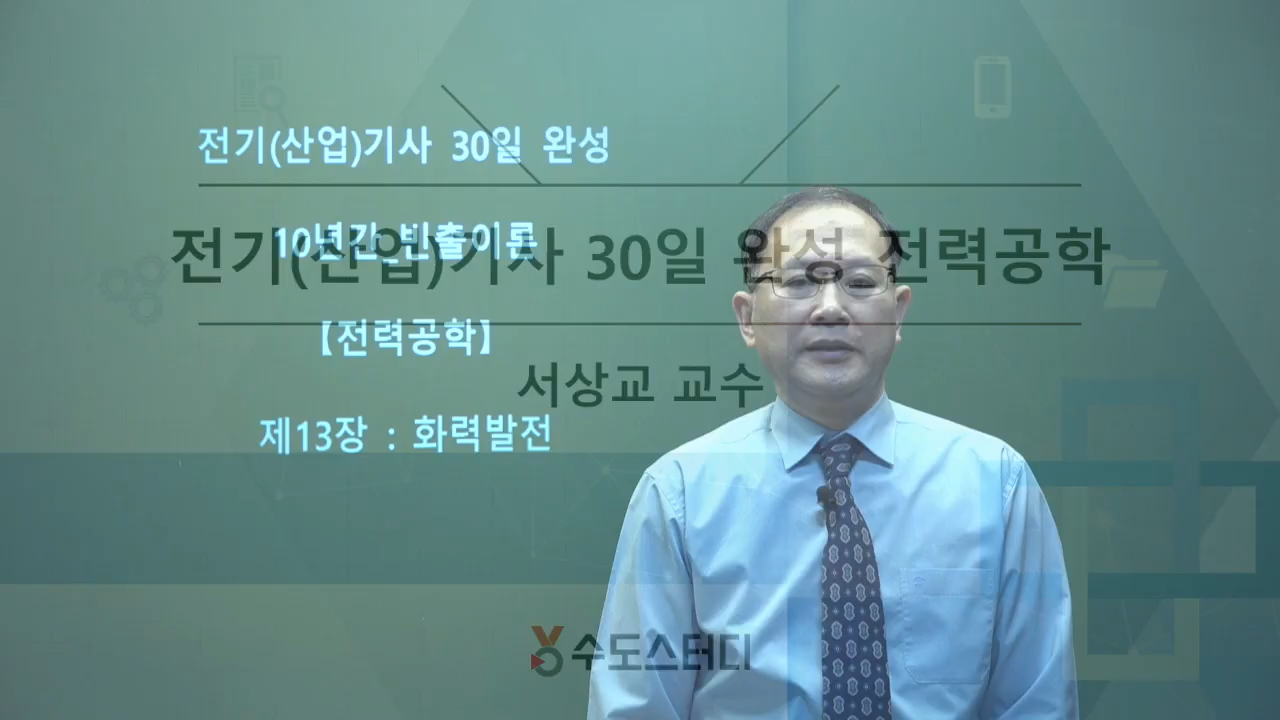 전기(산업)기사 30일 완성
10년간 빈출이론
전기(산업)기사 30일 완성_전력공학
【전력공학】
서상교 교수
제13장 : 화력발전
수도스터디